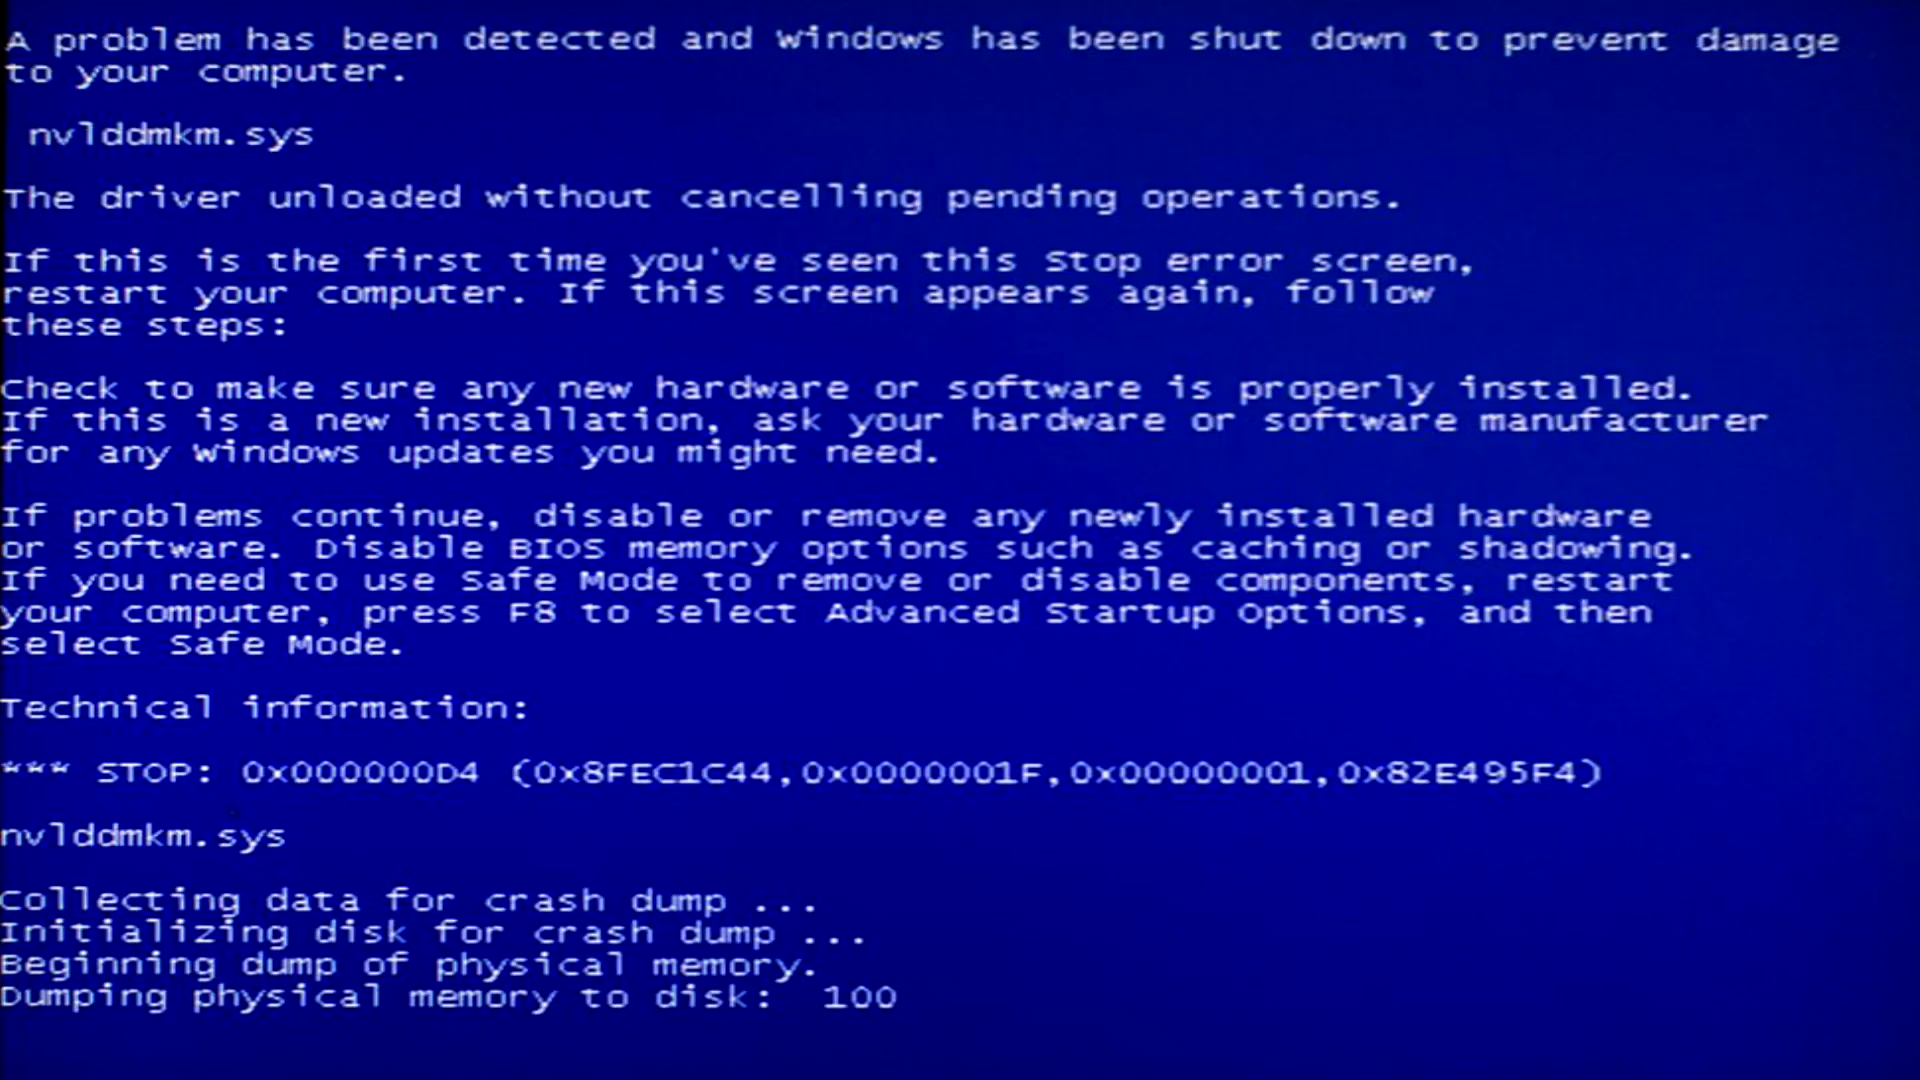 A problem has been detected and Windows has been shut down to prevent damage
to your computer.
nvlddmkm.sys
The driver unloaded without cancelling pending operations.
If this is the first time you've seen this Stop error screen,
restart your computer. If this screen appears again, follow
these steps:
Check to make sure any new hardware or software is properly installed.
If this is a new installation, ask your hardware or software manufacturer
for any Windows updates you might need.
If problems continue, disable or remove any newly installed hardware
or software. Disable BIOS memory options such as caching or shadowing.
If you need to use Safe Mode to remove or disable components, restart
your computer, press F8 to select Advanced Startup Options, and then
select Safe Mode.
Technical information:
*** STOP: 0x000000D4 (0x8FEC1C44,0x0000001F,0x00000001,0x82E495F4)
nvlddmkm.sys
Collecting data for crash dump ...
Initializing disk for crash dump ...
Beginning dump of physical memory.
Dumping physical memory to disk:  100